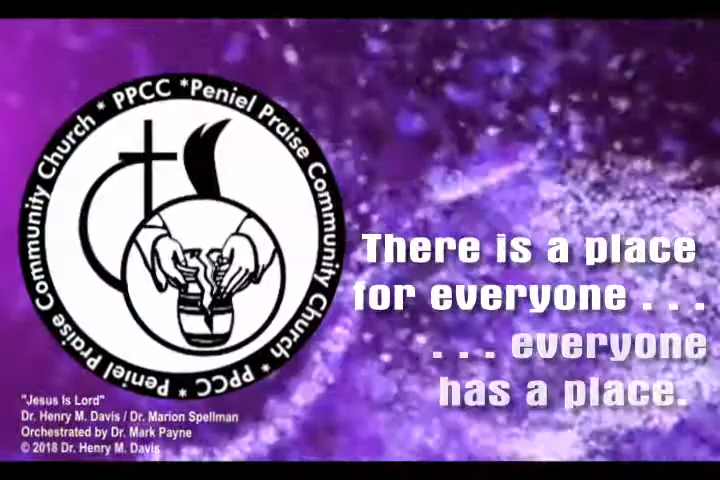 Peniel Praise Community Church * PPCC * Peniel Praise Community Church * PPCC *
There is a place
for everyone . . .
. . . everyone
has a place.
"Jesus Is Lord"
Dr. Henry M. Davis / Dr. Marion Spellman
Orchestrated by Dr. Mark Payne
© 2018 Dr. Henry M. Davis